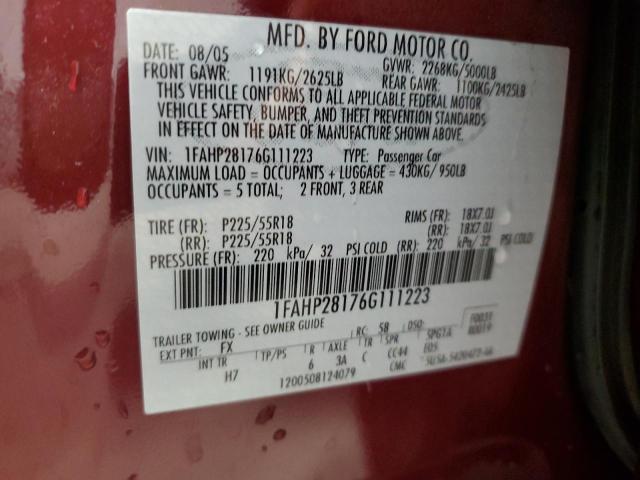 MFD. BY FORD MOTOR CO.
DATE: 08/05 GVWR: 2268KG/5000LB
FRONT GAWR: 1191KG/2625LB REAR GAWR: 1100KG/2425LB
THIS VEHICLE CONFORMS TO ALL APPLICABLE FEDERAL MOTOR
VEHICLE SAFETY, BUMPER, AND THEFT PREVENTION STANDARDS
IN EFFECT ON THE DATE OF MANUFACTURE SHOWN ABOVE.
VIN: 1FAHP28176G111223 TYPE: Passenger Car
MAXIMUM LOAD = OCCUPANTS + LUGGAGE = 430KG/ 950LB
OCCUPANTS = 5 TOTAL; 2 FRONT, 3 REAR
TIRE (FR): P225/55R18 RIMS (FR): 18X7.0J
(RR): P225/55R18 (RR): 18X7.0J
PRESSURE (FR): 220 kPa/ 32 PSI COLD (RR): 220 kPa/ 32 PSI COLD
1FAHP28176G111223
TRAILER TOWING - SEE OWNER GUIDE RC: 58 DSO: F0031
EXT PNT: FX R AXLE TR SPR R0019
INT TR TP/PS 6 3A C CC44 EDS
H7 1200508124079 CMC